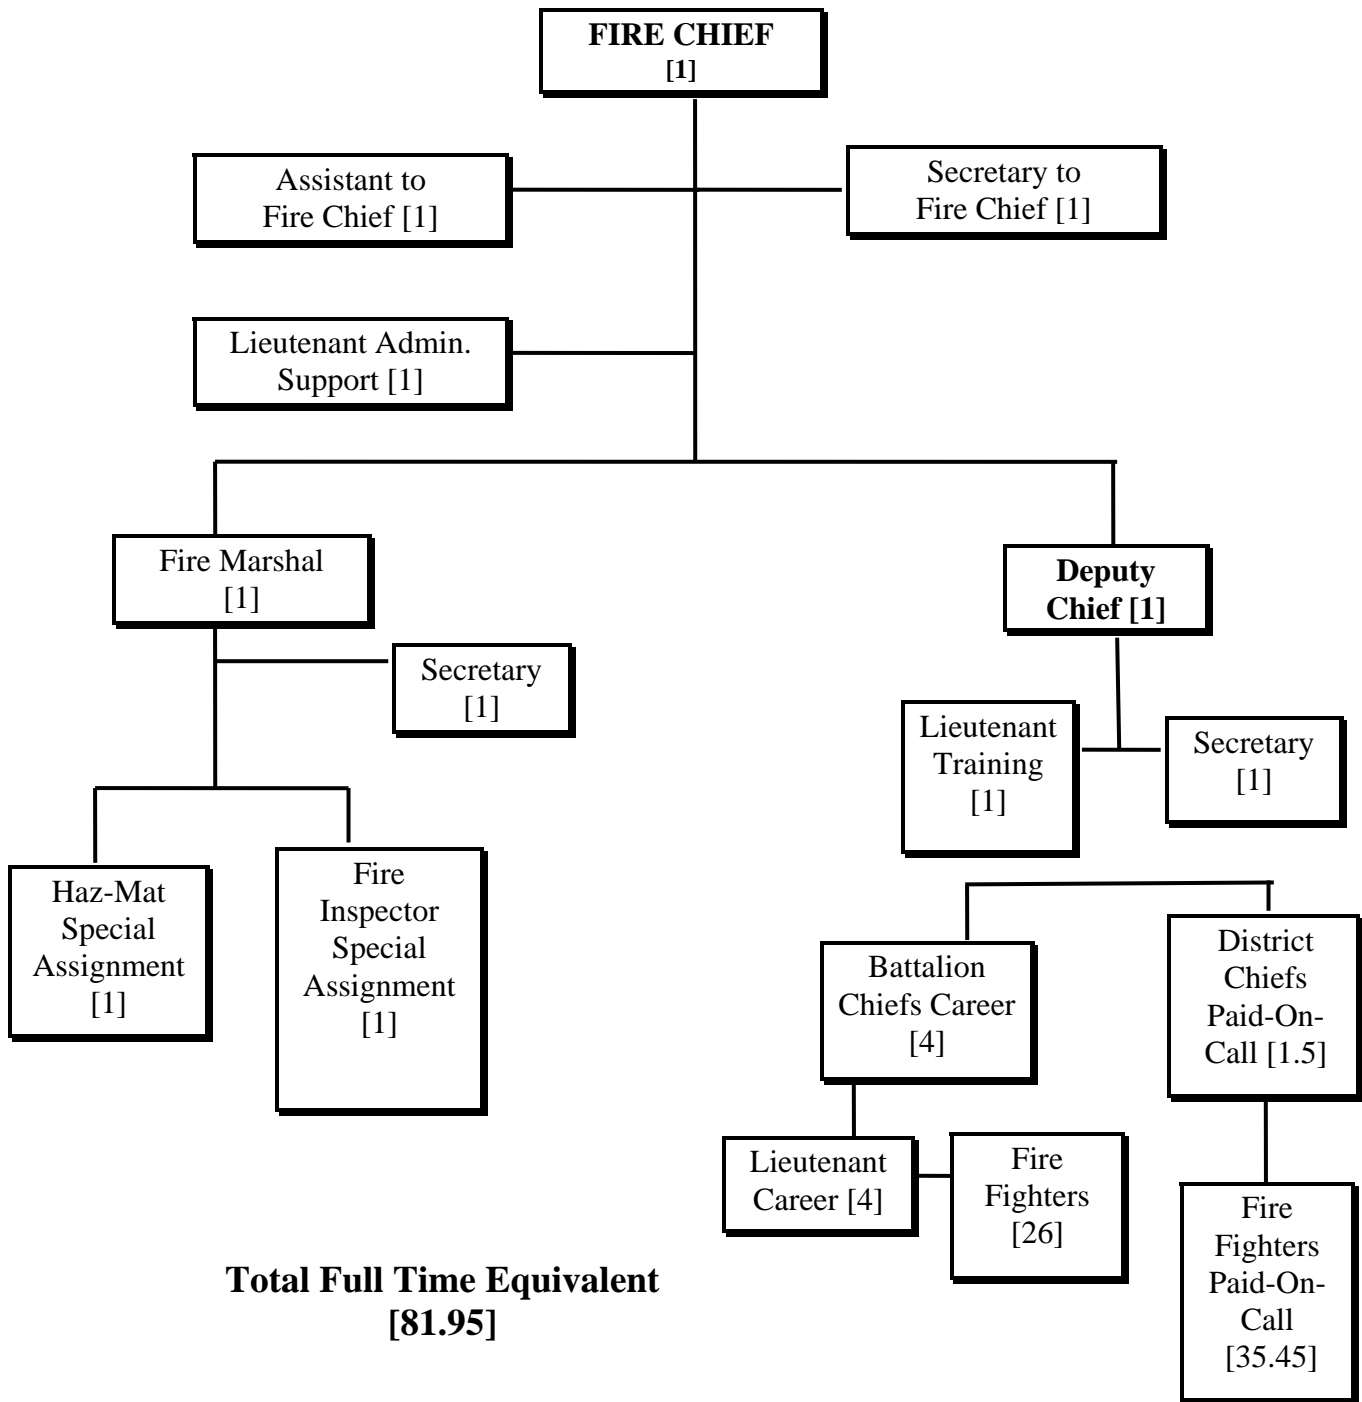 FIRE CHIEF
[1]
Assistant to
Fire Chief [1]
Secretary to
Fire Chief [1]
Lieutenant Admin.
Support [1]
Fire Marshal
[1]
Deputy
Chief [1]
Secretary
[1]
Lieutenant
Training
[1]
Secretary
[1]
Haz-Mat
Special
Assignment
[1]
Fire
Inspector
Special
Assignment
[1]
Battalion
Chiefs Career
[4]
District
Chiefs
Paid-On-
Call [1.5]
Lieutenant
Career [4]
Fire
Fighters
[26]
Fire
Fighters
Paid-On-
Call
[35.45]
Total Full Time Equivalent
[81.95]